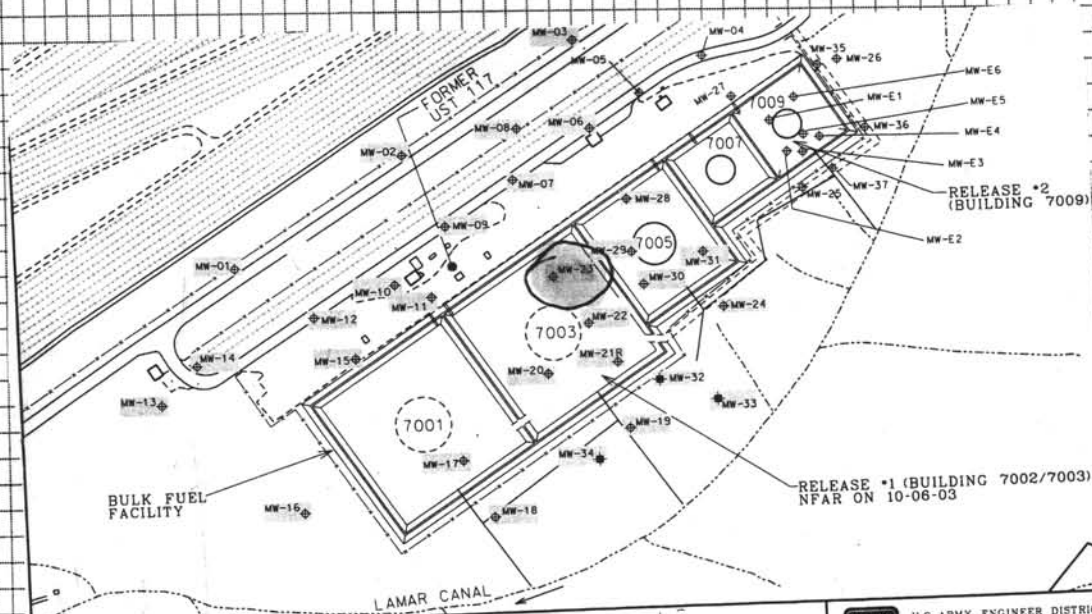 MW-03
MW-04
MW-35
MW-26
MW-05
FORMER
UST 117
MW-27
7009
MW-E6
MW-E1
MW-E5
MW-08
MW-06
7007
MW-36
MW-E4
MW-02
MW-E3
MW-07
MW-37
MW-25
RELEASE *2
(BUILDING 7009)
MW-28
MW-09
MW-E2
7005
MW-29
MW-31
MW-01
MW-23
MW-30
MW-10
MW-11
MW-24
MW-12
MW-22
7003
MW-15
MW-21R
MW-14
MW-20
MW-32
MW-33
MW-13
7001
MW-19
MW-34
MW-17
RELEASE *1 (BUILDING 7002/7003)
NFAR ON 10-06-03
BULK FUEL
FACILITY
MW-16
MW-18
LAMAR CANAL
U.S. ARMY ENGINEER DISTRI